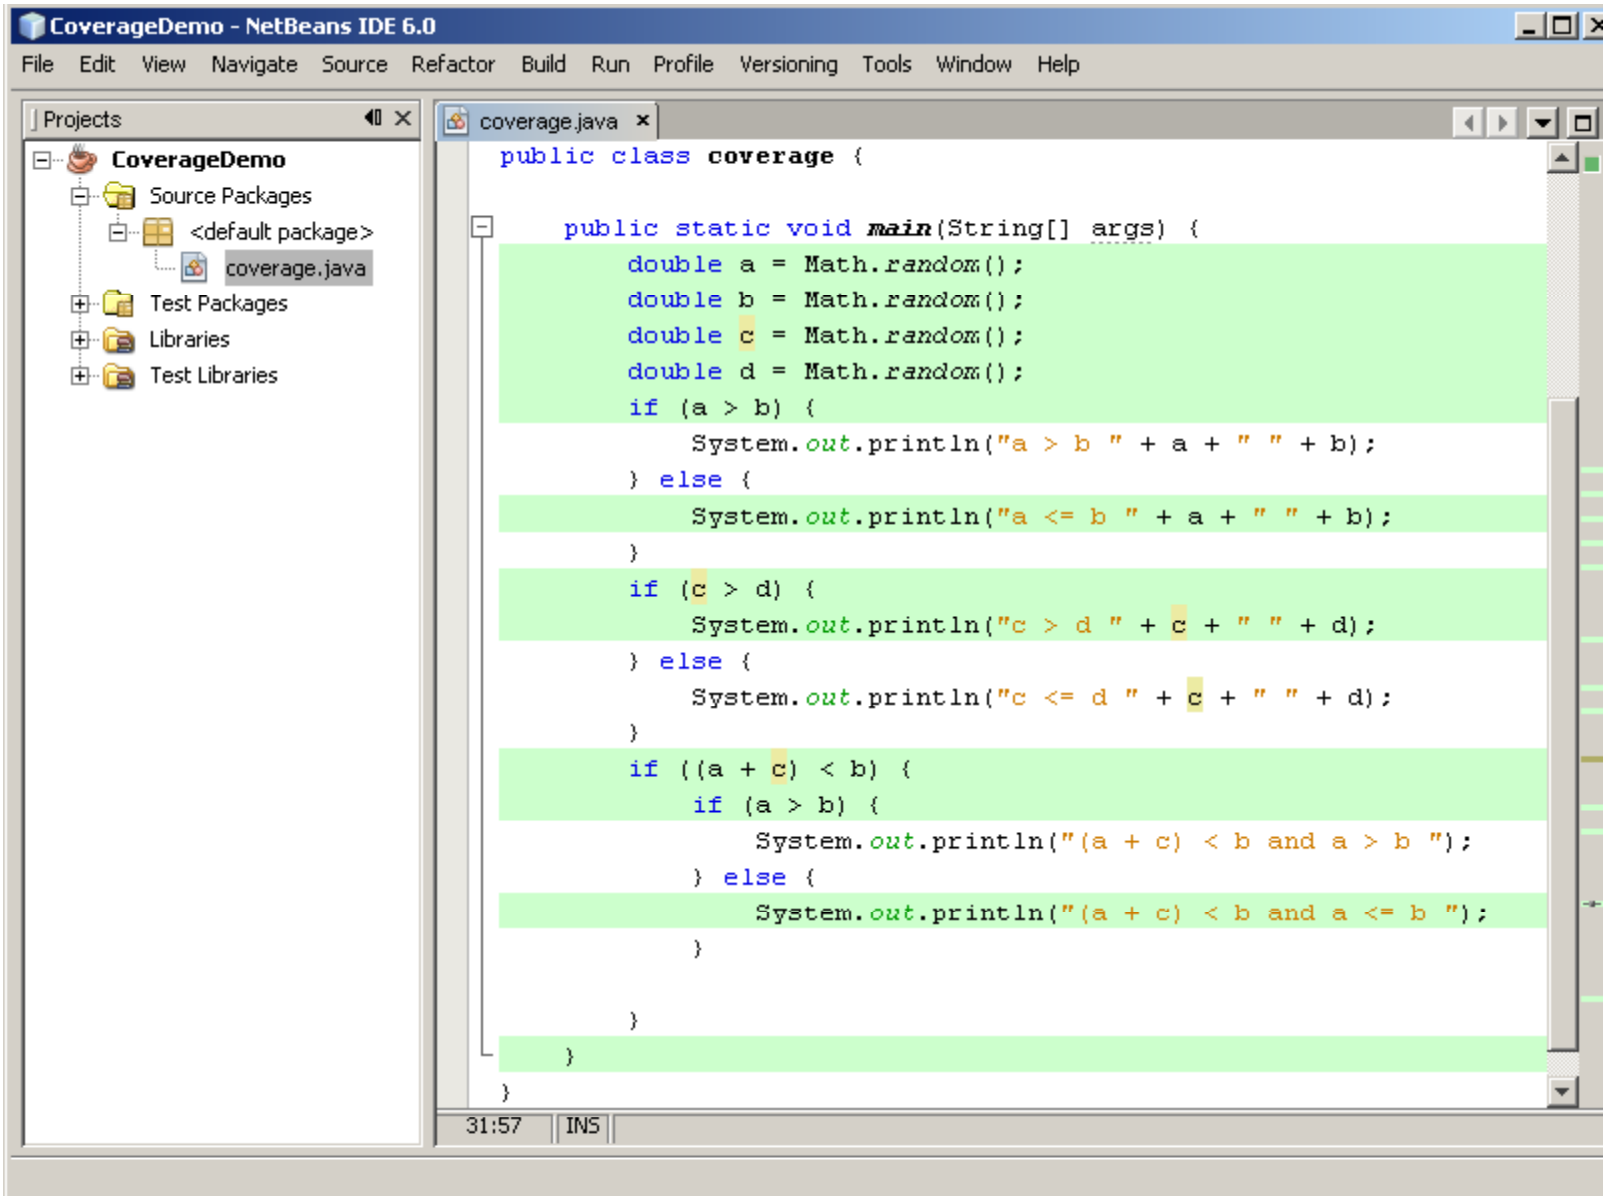 CoverageDemo - NetBeans IDE 6.0
File Edit View Navigate Source Refactor Build Run Profile Versioning Tools Window Help
Projects
CoverageDemo
Source Packages
<default package>
coverage.java
Test Packages
Libraries
Test Libraries
coverage.java
public class coverage {
public static void main(String[] args) {
double a = Math.random();
double b = Math.random();
double c = Math.random();
double d = Math.random();
if (a > b) {
System.out.println("a > b " + a + " " + b);
} else {
System.out.println("a <= b " + a + " " + b);
}
if (c > d) {
System.out.println("c > d " + c + " " + d);
} else {
System.out.println("c <= d " + c + " " + d);
}
if ((a + c) < b) {
if (a > b) {
System.out.println("(a + c) < b and a > b ");
} else {
System.out.println("(a + c) < b and a <= b ");
}
}
}
}
31:57 INS